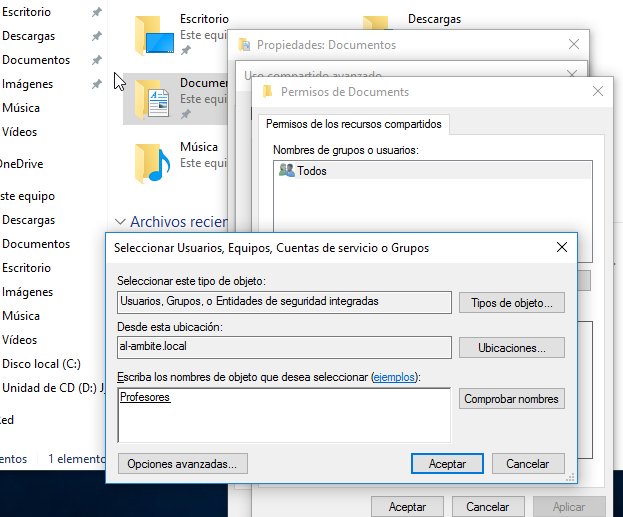 Escritorio
Descargas
Documentos
Imágenes
Música
Vídeos
OneDrive
ste equipo
Descargas
Documentos
Escritorio
Imágenes
Música
Vídeos
Disco local (C:)
Unidad de CD (D:) J
ed
entos
1 elemento
Escritorio
Este equi
Descargas
Docume
Este equi
Música
Este equi
Archivos recien
Propiedades: Documentos
Uso compartido avanzado
Permisos de Documents
Permisos de los recursos compartidos
Nombres de grupos o usuarios:
Todos
Seleccionar Usuarios, Equipos, Cuentas de servicio o Grupos
Seleccionar este tipo de objeto:
Usuarios, Grupos, o Entidades de seguridad integradas
Tipos de objeto...
Desde esta ubicación:
al-ambite.local
Ubicaciones...
Escriba los nombres de objeto que desea seleccionar (ejemplos):
Profesores
Comprobar nombres
Opciones avanzadas...
Aceptar
Cancelar
Aceptar
Cancelar
Aplicar